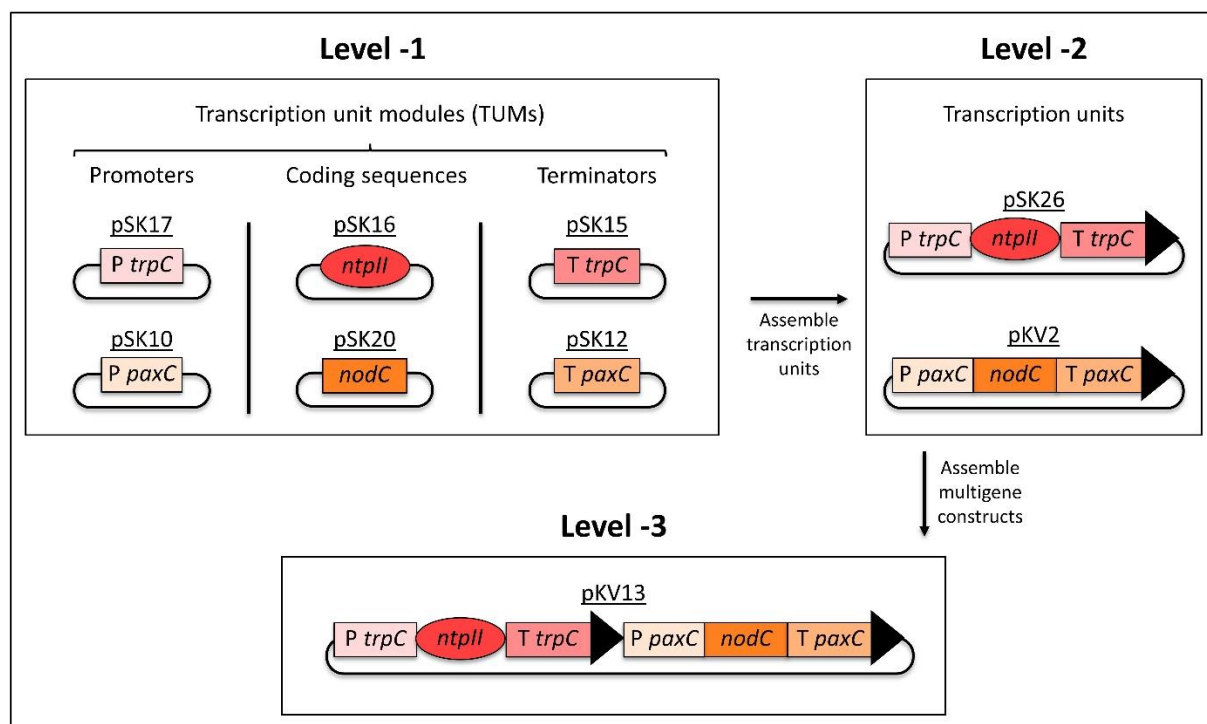 Level -1
Transcription unit modules (TUMs)
Promoters
Coding sequences
Terminators
pSK17
pSK16
pSK15
P trpC
ntpII
T trpC
pSK10
pSK20
pSK12
P paxC
nodC
T paxC
Assemble
transcription
units
Level -2
Transcription units
pSK26
P trpC ntpII T trpC
pKV2
P paxC nodC T paxC
Assemble
multigene
constructs
Level -3
pKV13
P trpC ntpII T trpC P paxC nodC T paxC